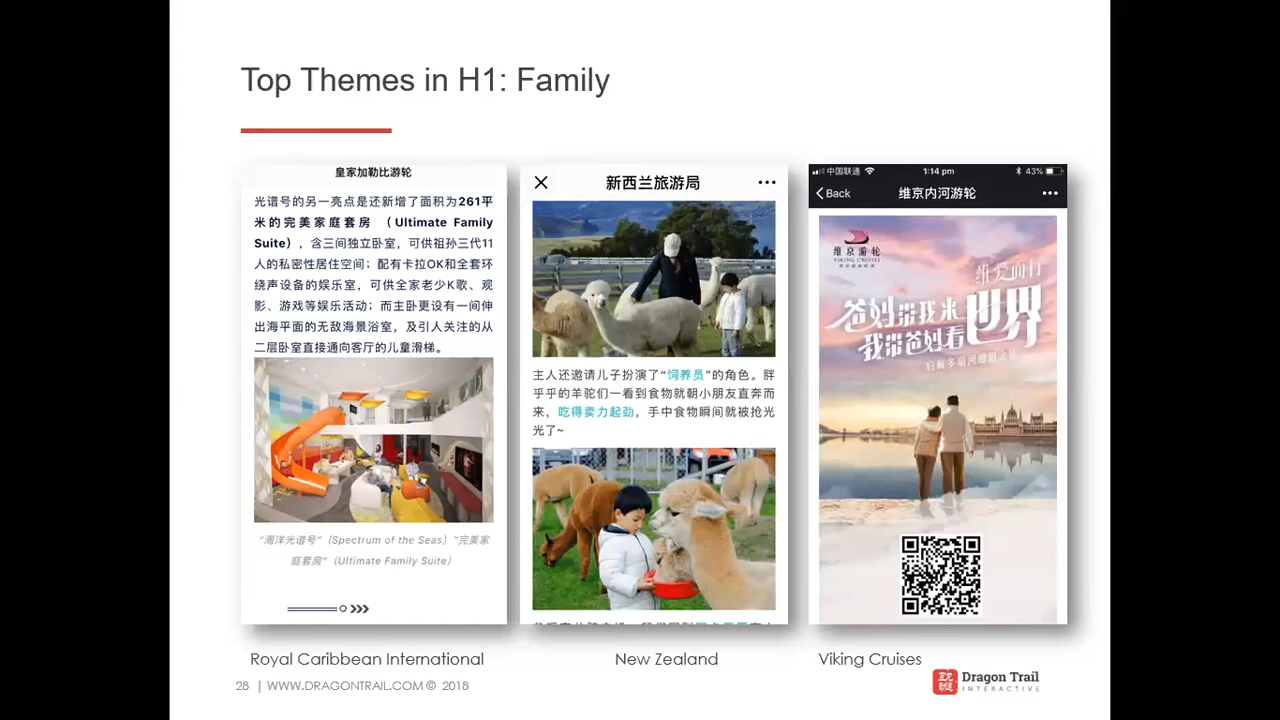 Top Themes in H1: Family
皇家加勒比游轮
光谱号的另一亮点是还新增了面积为261平
米的完美家庭套房 （Ultimate Family
Suite），含三间独立卧室，可供祖孙三代11
人的私密性居住空间；配有卡拉OK和全套环
绕声设备的娱乐室，可供全家老少K歌、观
影、游戏等娱乐活动；而主卧更设有一间伸
出海平面的无敌海景浴室，及引人关注的从
二层卧室直接通向客厅的儿童滑梯。
“海洋光谱号”（Spectrum of the Seas）“完美家
庭套房”（Ultimate Family Suite）
Royal Caribbean International
新西兰旅游局
主人还邀请儿子扮演了“饲养员”的角色。胖
乎乎的羊驼们一看到食物就朝小朋友直奔而
来，吃得卖力起劲，手中食物瞬间就被抢光
光了~
New Zealand
中国联通
1:14 pm
43%
Back
维京内河游轮
维京游轮
VIKING CRUISES
维爱而行
爸妈带我来世界
我带爸妈看
Viking Cruises
28 | WWW.DRAGONTRAIL.COM © 2018
Dragon Trail
INTERACTIVE